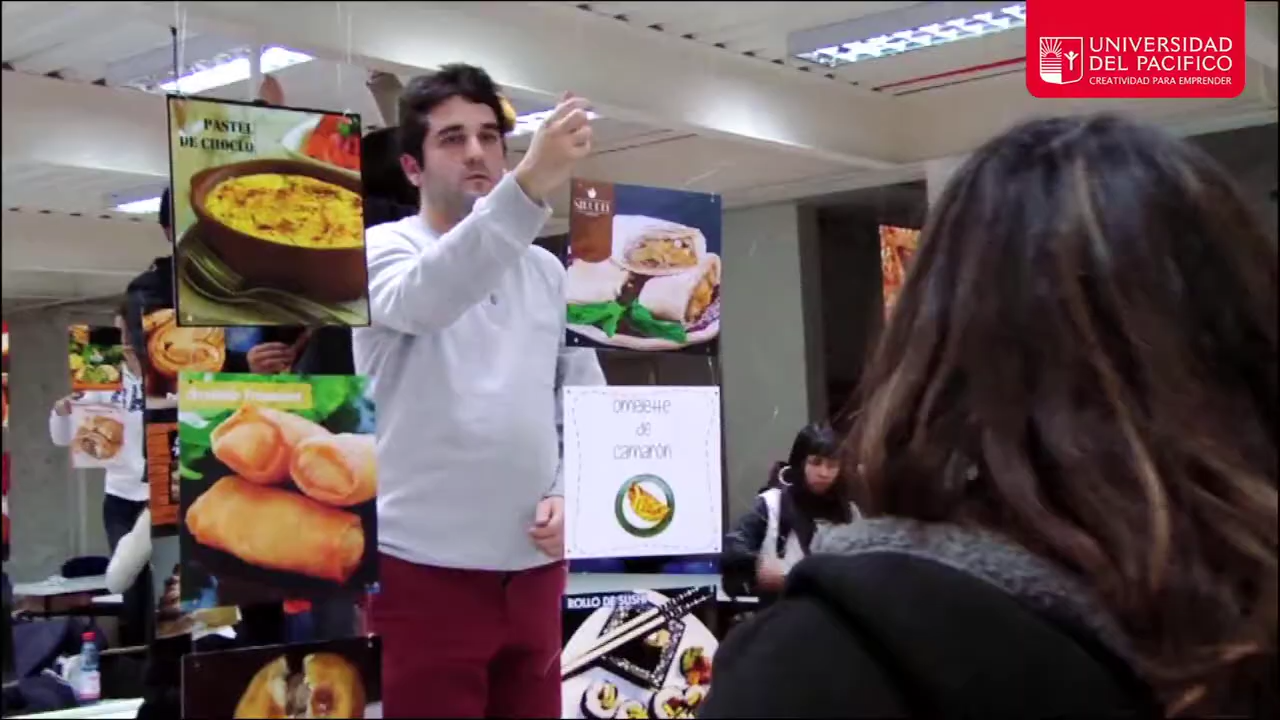 UNIVERSIDAD
DEL PACIFICO
CREATIVIDAD PARA EMPRENDER
PASTEL
DE CHOCLO
omelette
de
camarón
ROLLO DE SUSHI